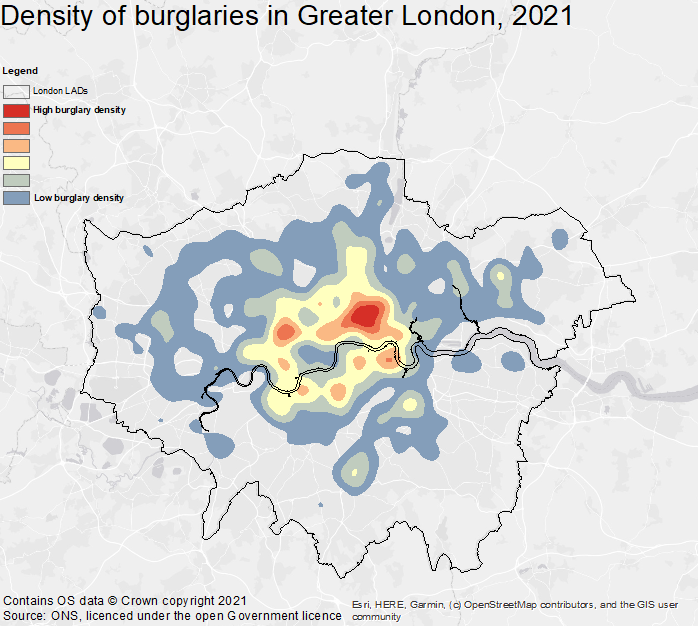 Density of burglaries in Greater London, 2021
Legend
London LADs
High burglary density
Low burglary density
Contains OS data © Crown copyright 2021
Source: ONS, licenced under the open Government licence
Esri, HERE, Garmin, (c) OpenStreetMap contributors, and the GIS user
community